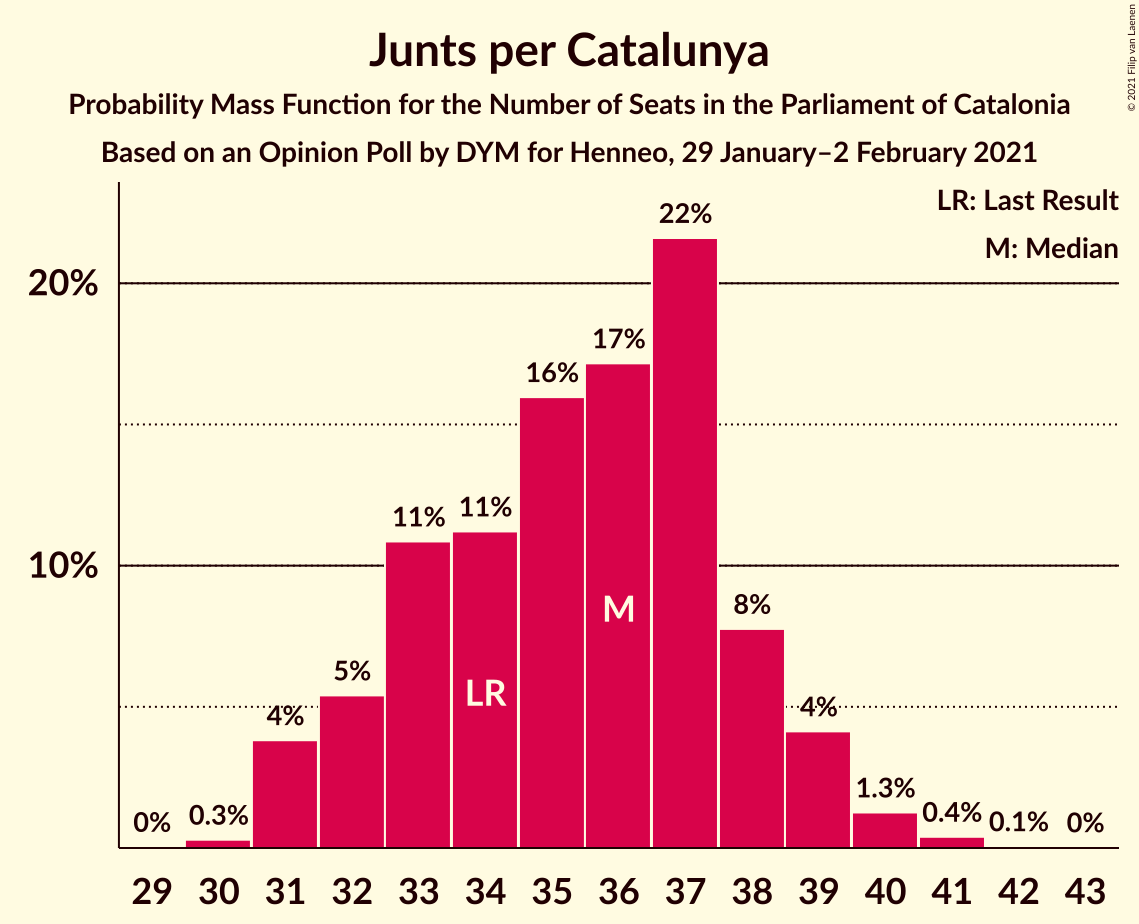 Junts per Catalunya
Probability Mass Function for the Number of Seats in the Parliament of Catalonia
Based on an Opinion Poll by DYM for Henneo, 29 January–2 February 2021
© 2021 Filip van Laenen
LR: Last Result
M: Median
20%
10%
0%
0.3%
4%
5%
11%
11%
16%
17%
22%
8%
4%
1.3%
0.4%
0.1%
0%
LR
M
29 30 31 32 33 34 35 36 37 38 39 40 41 42 43